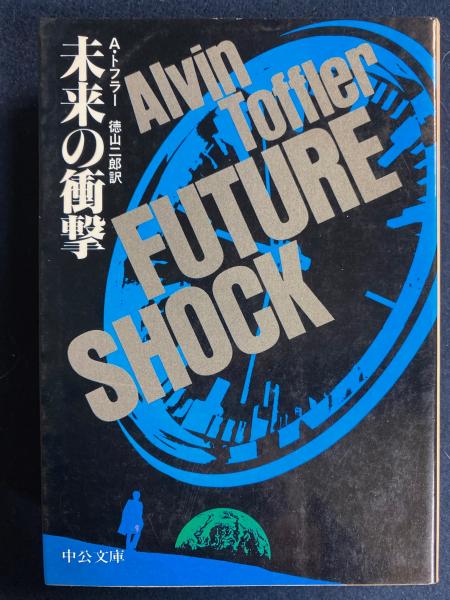 未来の衝撃
A・トフラー 徳山二郎訳
Alvin
Toffler
FUTURE
SHOCK
中公文庫